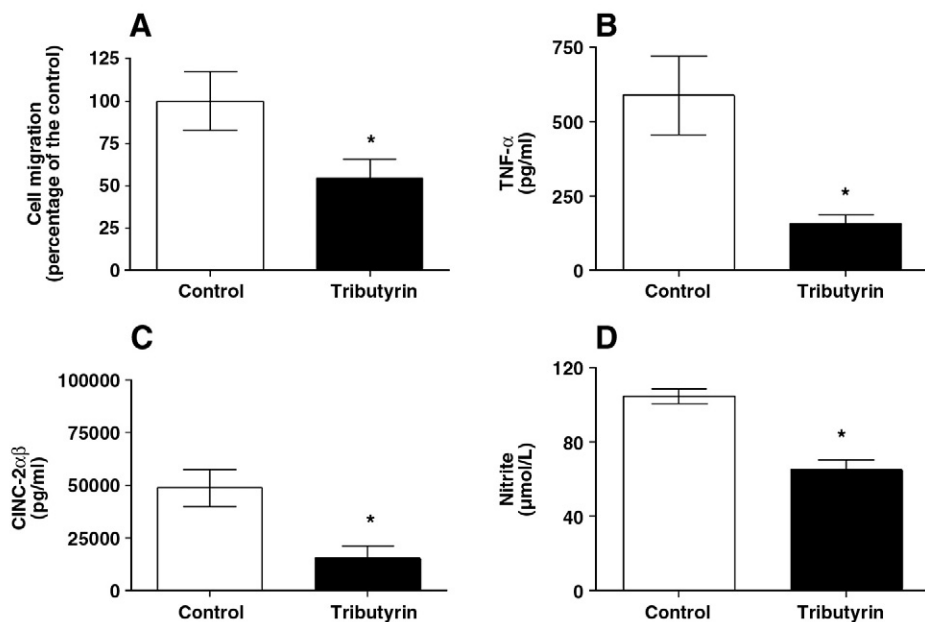 A
Cell migration
(percentage of the control)
125
100
75
50
25
0
*
Control Tributyrin
B
TNF-α
(pg/ml)
750
500
250
0
*
Control Tributyrin
C
CINC-2αβ
(pg/ml)
100000
75000
50000
25000
0
*
Control Tributyrin
D
Nitrite
(μmol/L)
120
80
40
0
*
Control Tributyrin